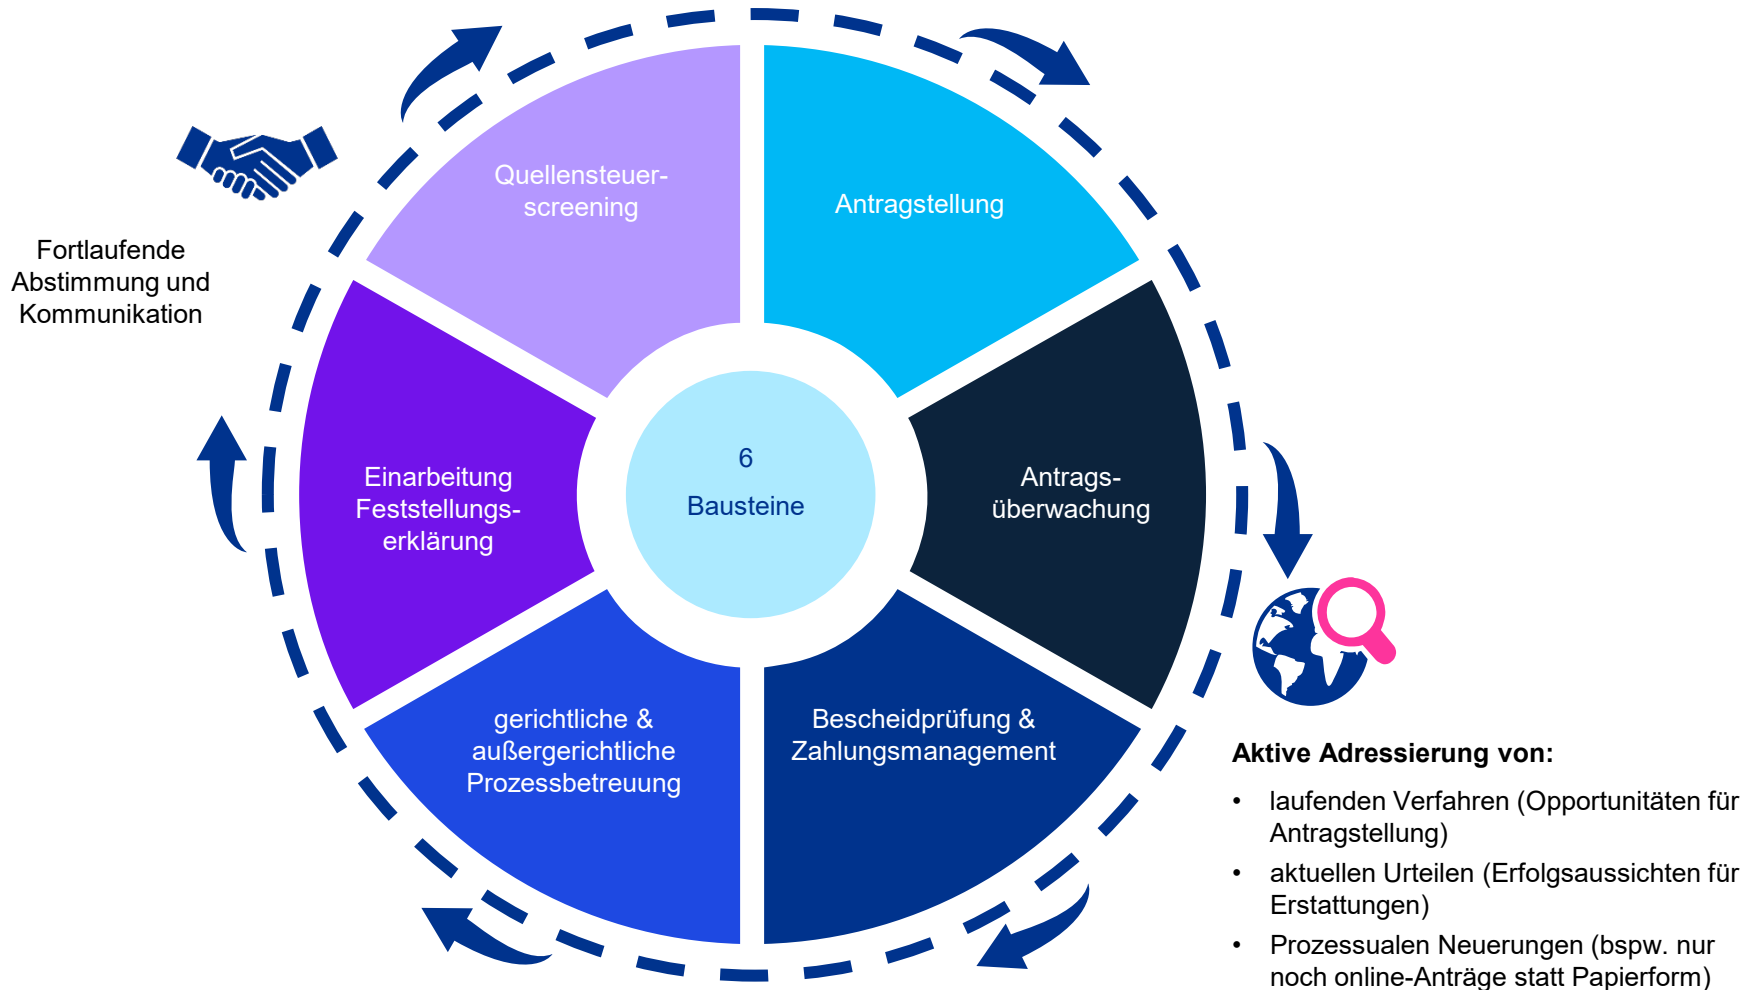 Quellensteuer-
screening
Antragstellung
Fortlaufende
Abstimmung und
Kommunikation
Einarbeitung
Feststellungs-
erklärung
6
Bausteine
Antrags-
überwachung
gerichtliche &
außergerichtliche
Prozessbetreuung
Bescheidprüfung &
Zahlungsmanagement
Aktive Adressierung von:
• laufenden Verfahren (Opportunitäten für
Antragstellung)
• aktuellen Urteilen (Erfolgsaussichten für
Erstattungen)
• Prozessualen Neuerungen (bspw. nur
noch online-Anträge statt Papierform)